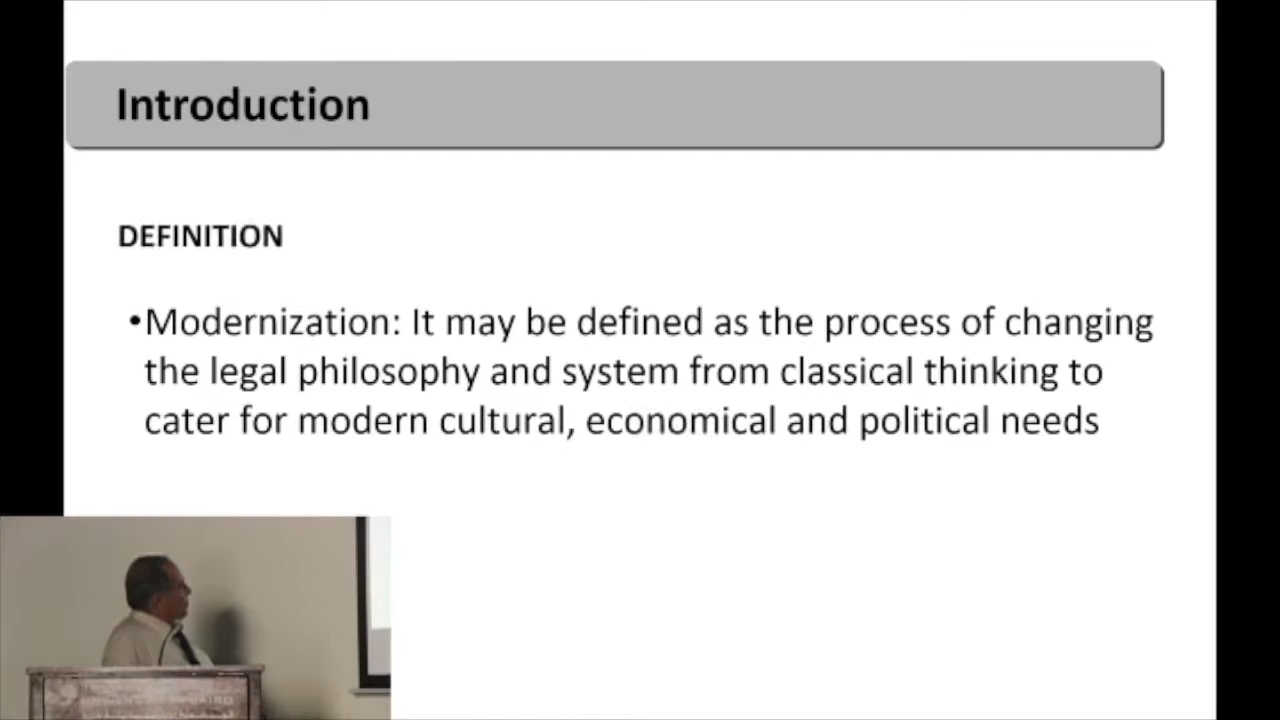 Introduction
DEFINITION
•Modernization: It may be defined as the process of changing
the legal philosophy and system from classical thinking to
cater for modern cultural, economical and political needs